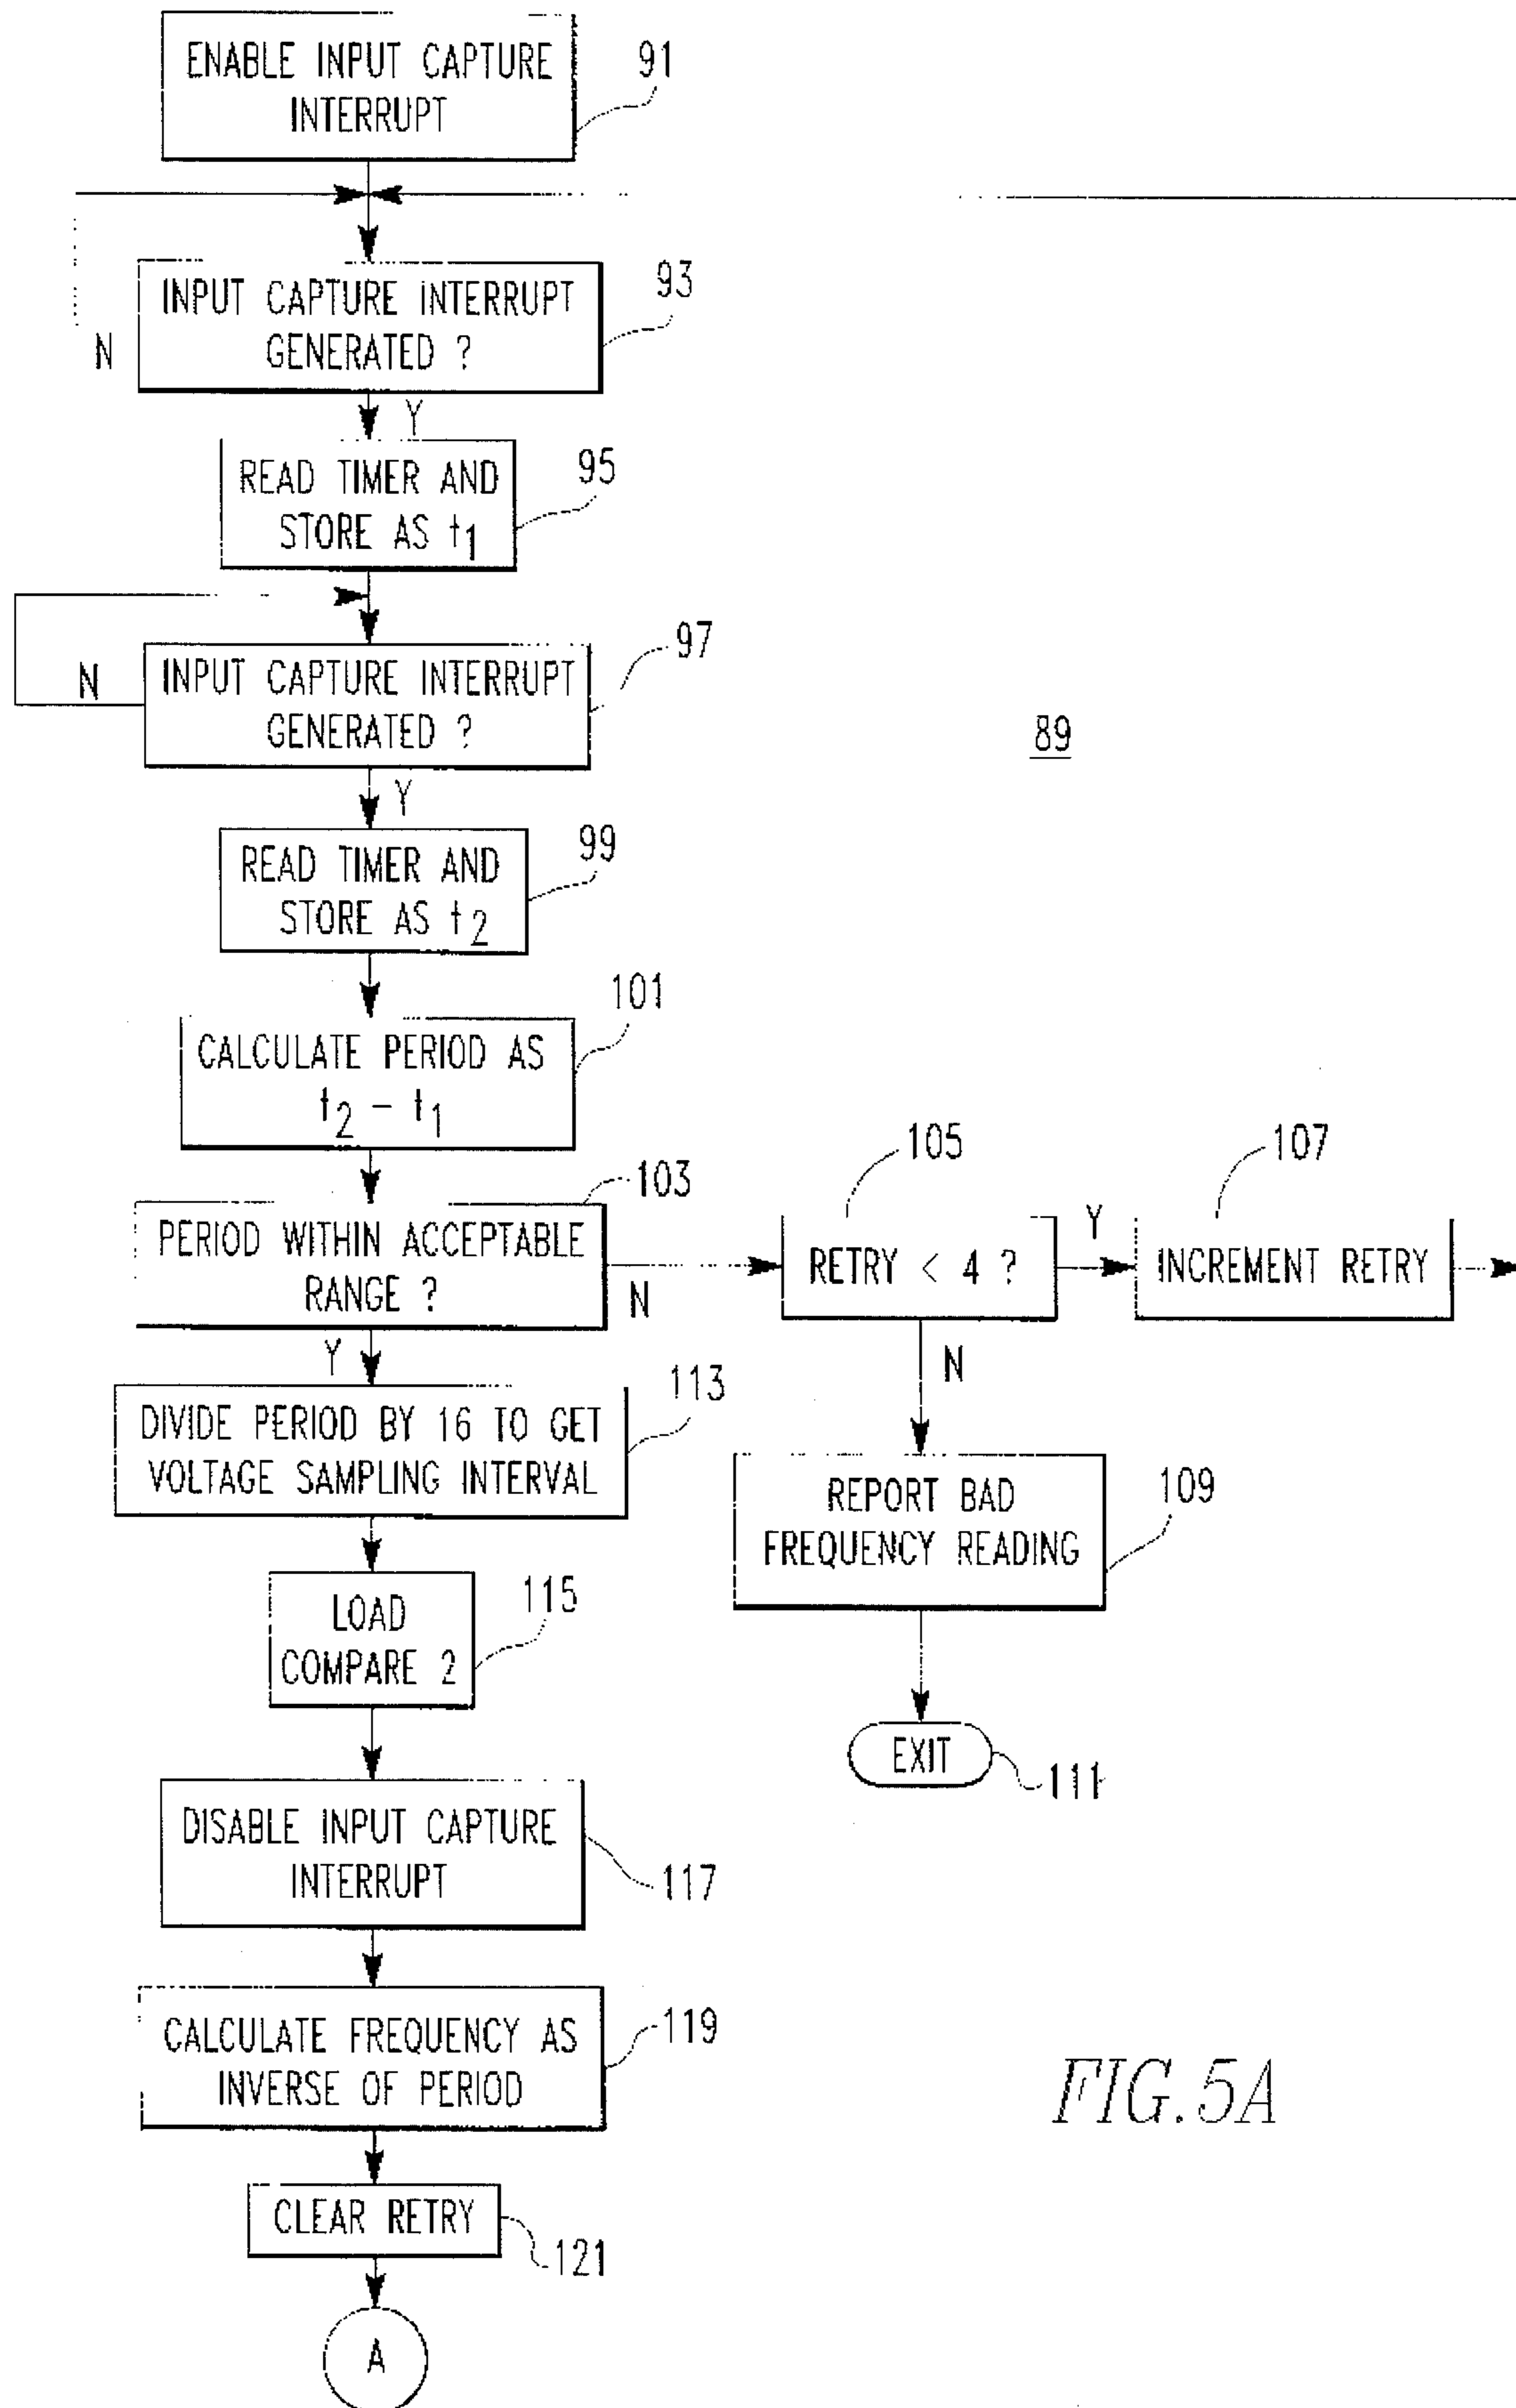 ENABLE INPUT CAPTURE
INTERRUPT
91
INPUT CAPTURE INTERRUPT
GENERATED ?
93
N
Y
READ TIMER AND
STORE AS t1
95
INPUT CAPTURE INTERRUPT
GENERATED ?
97
N
Y
89
READ TIMER AND
STORE AS t2
99
CALCULATE PERIOD AS
t2 - t1
101
PERIOD WITHIN ACCEPTABLE
RANGE ?
103
N
Y
RETRY < 4 ?
105
Y
N
INCREMENT RETRY
107
DIVIDE PERIOD BY 16 TO GET
VOLTAGE SAMPLING INTERVAL
113
REPORT BAD
FREQUENCY READING
109
LOAD
COMPARE 2
115
EXIT
111
DISABLE INPUT CAPTURE
INTERRUPT
117
CALCULATE FREQUENCY AS
INVERSE OF PERIOD
119
FIG. 5A
CLEAR RETRY
121
A